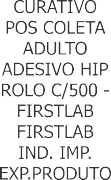 CURATIVO
POS COLETA
ADULTO
ADESIVO HIP
ROLO C/500 -
FIRSTLAB
FIRSTLAB
IND. IMP.
EXP.PRODUTO